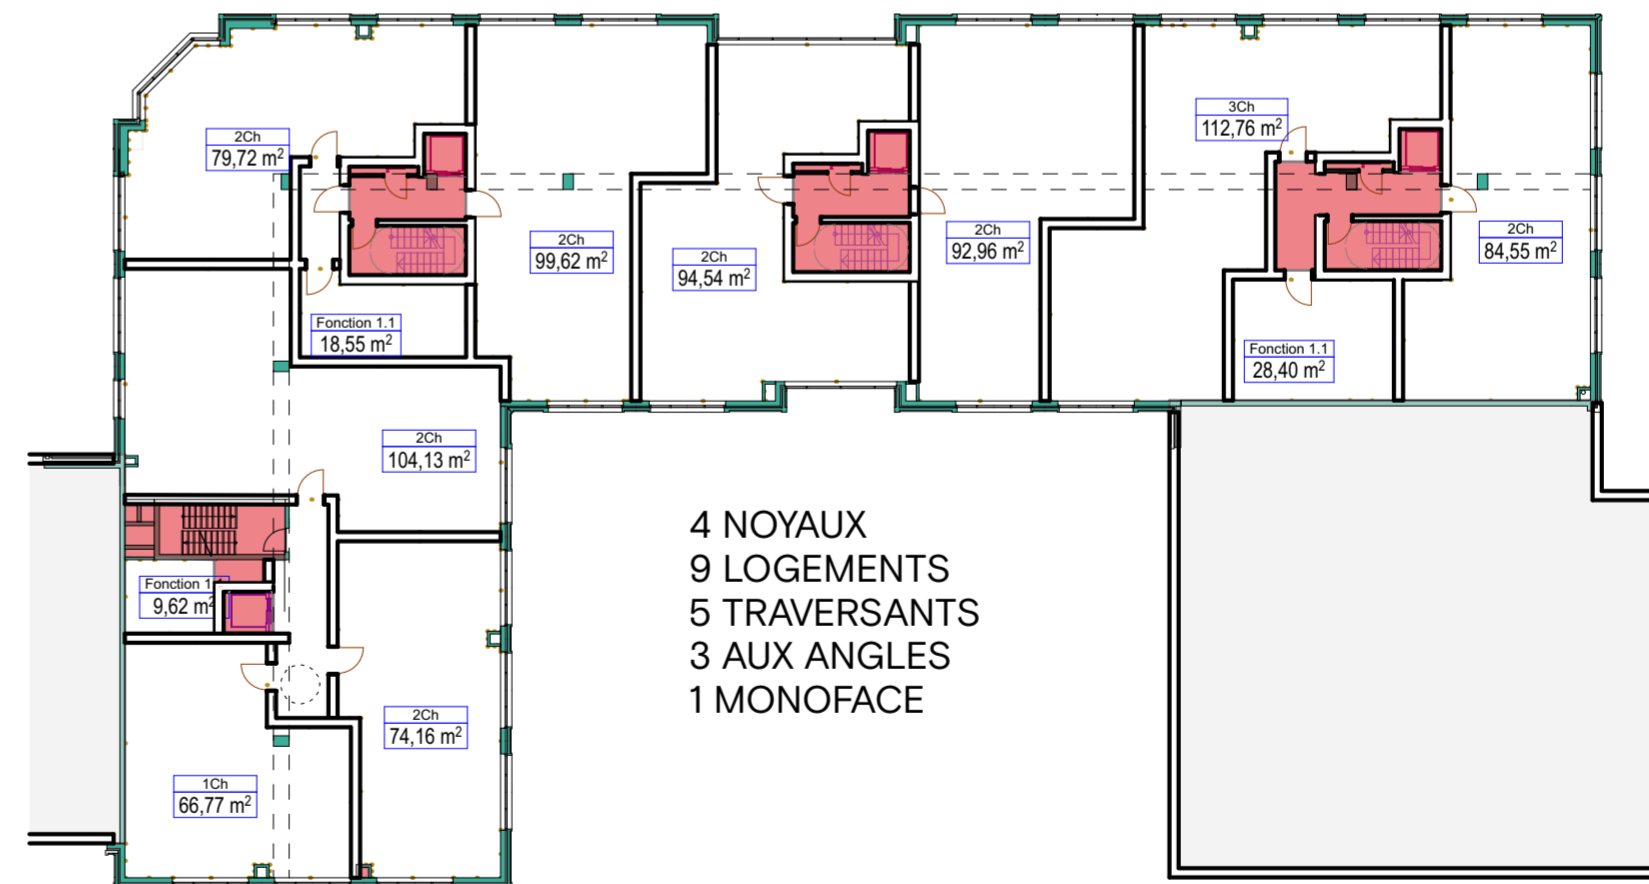 2Ch
79,72 m²
2Ch
99,62 m²
2Ch
94,54 m²
2Ch
92,96 m²
3Ch
112,76 m²
2Ch
84,55 m²
Fonction 1.1
18,55 m²
Fonction 1.1
28,40 m²
2Ch
104,13 m²
Fonction 1.1
9,62 m²
2Ch
74,16 m²
1Ch
66,77 m²
4 NOYAUX
9 LOGEMENTS
5 TRAVERSANTS
3 AUX ANGLES
1 MONOFACE